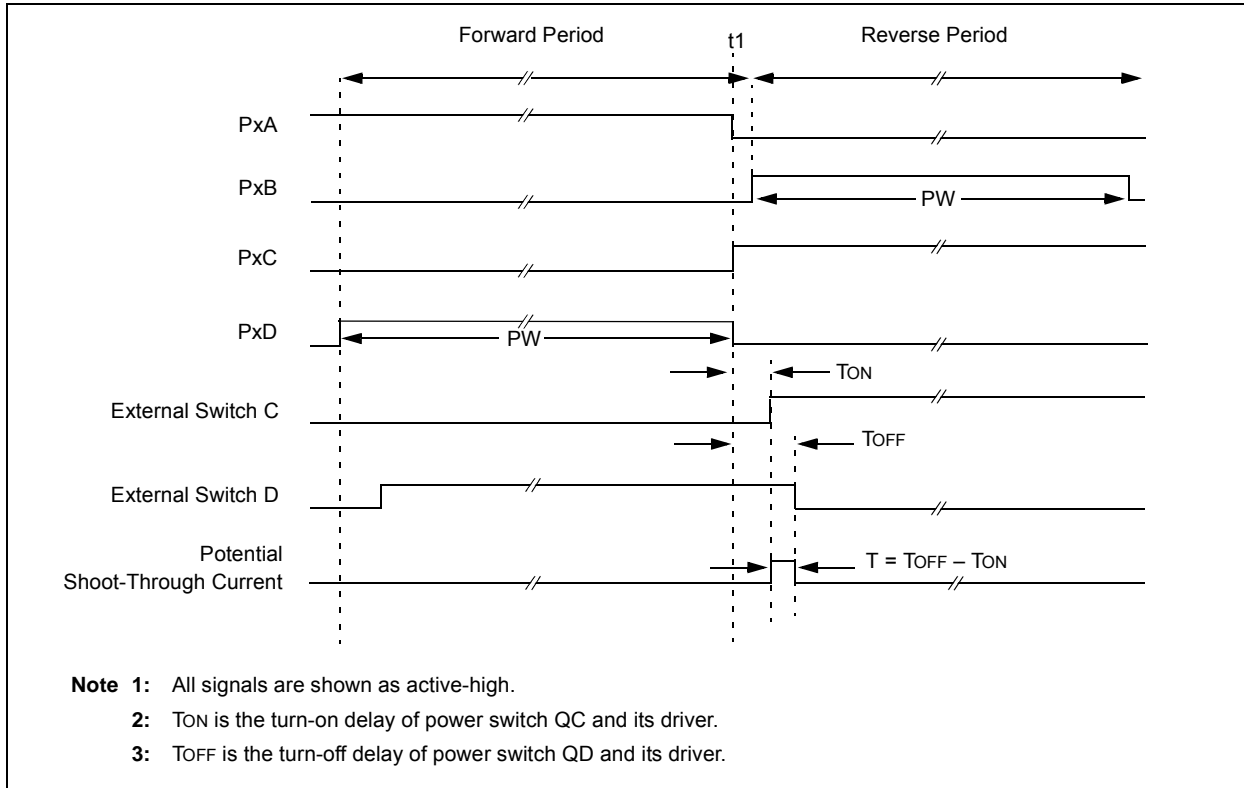 Forward Period
t1
Reverse Period
PxA
PxB
PW
PxC
PxD
PW
TON
External Switch C
TOFF
External Switch D
Potential
Shoot-Through Current
T = TOFF – TON
Note 1: All signals are shown as active-high.
2: TON is the turn-on delay of power switch QC and its driver.
3: TOFF is the turn-off delay of power switch QD and its driver.